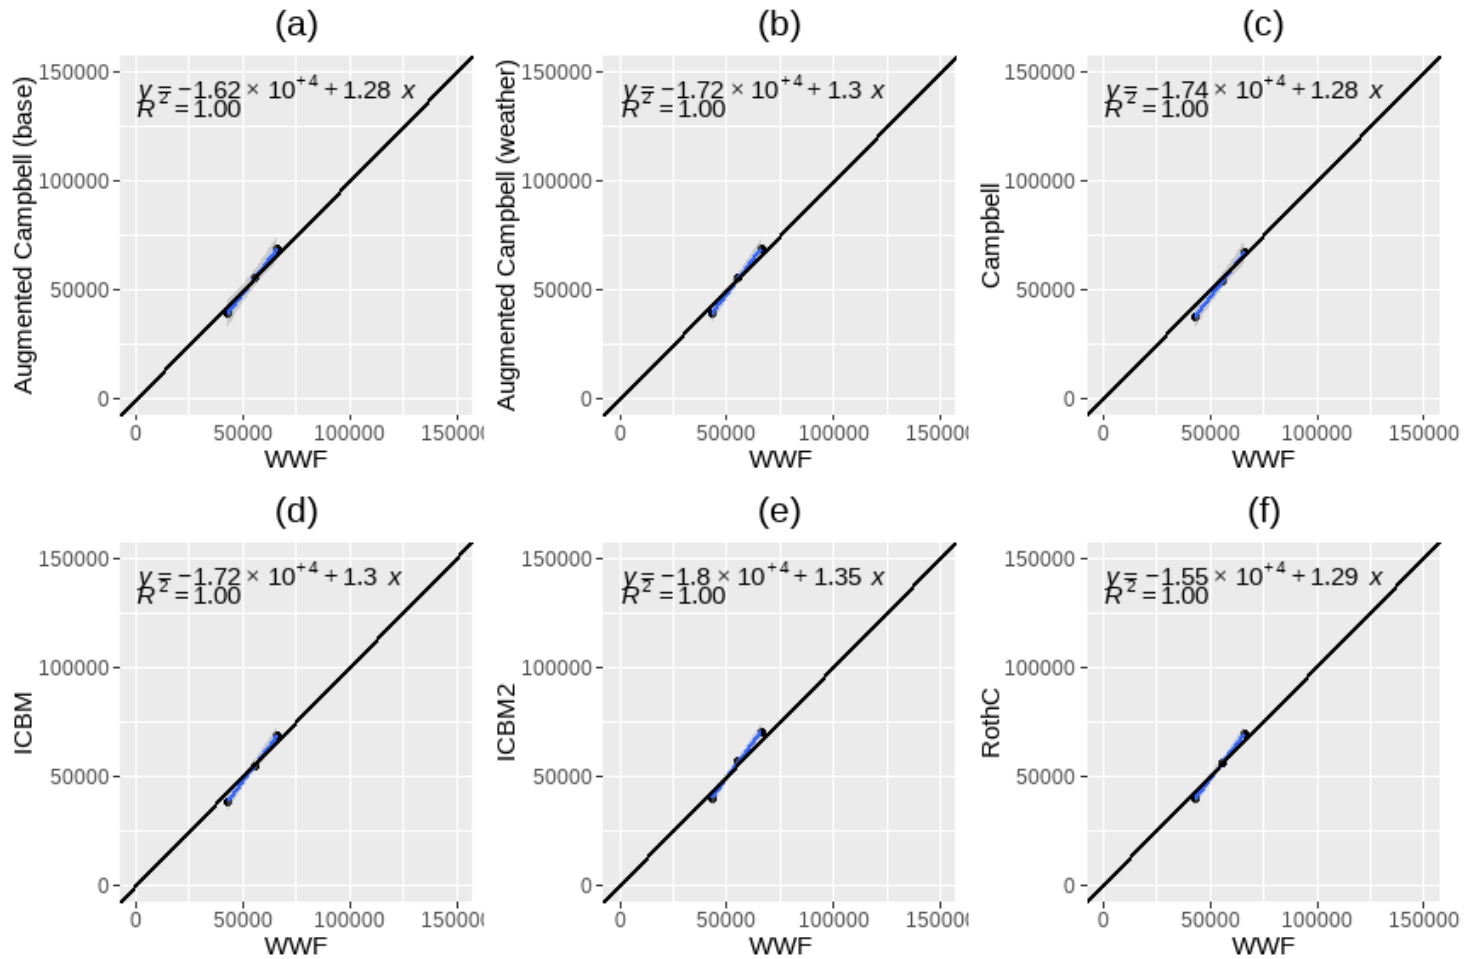 (a)
Augmented Campbell (base)
150000
100000
50000
0
y = −1.62 × 10^+4 + 1.28 x
R² = 1.00
0 50000 100000 15000(
WWF
(b)
Augmented Campbell (weather)
150000
100000
50000
0
y = −1.72 × 10^+4 + 1.3 x
R² = 1.00
0 50000 100000 15000(
WWF
(c)
Campbell
150000
100000
50000
0
y = −1.74 × 10^+4 + 1.28 x
R² = 1.00
0 50000 100000 150000
WWF
(d)
ICBM
150000
100000
50000
0
y = −1.72 × 10^+4 + 1.3 x
R² = 1.00
0 50000 100000 15000(
WWF
(e)
ICBM2
150000
100000
50000
0
y = −1.8 × 10^+4 + 1.35 x
R² = 1.00
0 50000 100000 15000(
WWF
(f)
RothC
150000
100000
50000
0
y = −1.55 × 10^+4 + 1.29 x
R² = 1.00
0 50000 100000 150000
WWF